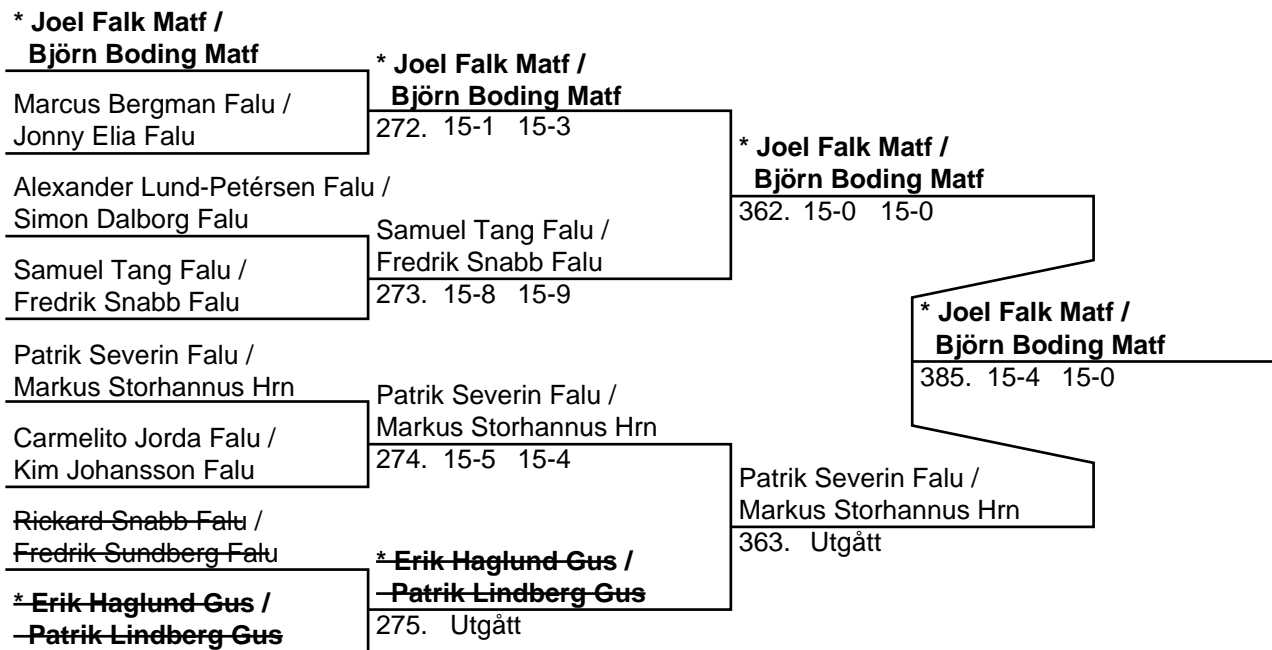 * Joel Falk Matf /
Björn Boding Matf
Marcus Bergman Falu /
Jonny Elia Falu
Alexander Lund-Petérsen Falu /
Simon Dalborg Falu
Samuel Tang Falu /
Fredrik Snabb Falu
Patrik Severin Falu /
Markus Storhannus Hrn
Carmelito Jorda Falu /
Kim Johansson Falu
Rickard Snabb Falu /
Fredrik Sundberg Falu
* Erik Haglund Gus /
Patrik Lindberg Gus
* Joel Falk Matf /
Björn Boding Matf
272. 15-1 15-3
Samuel Tang Falu /
Fredrik Snabb Falu
273. 15-8 15-9
Patrik Severin Falu /
Markus Storhannus Hrn
274. 15-5 15-4
* Erik Haglund Gus /
Patrik Lindberg Gus
275. Utgått
* Joel Falk Matf /
Björn Boding Matf
362. 15-0 15-0
Patrik Severin Falu /
Markus Storhannus Hrn
363. Utgått
* Joel Falk Matf /
Björn Boding Matf
385. 15-4 15-0